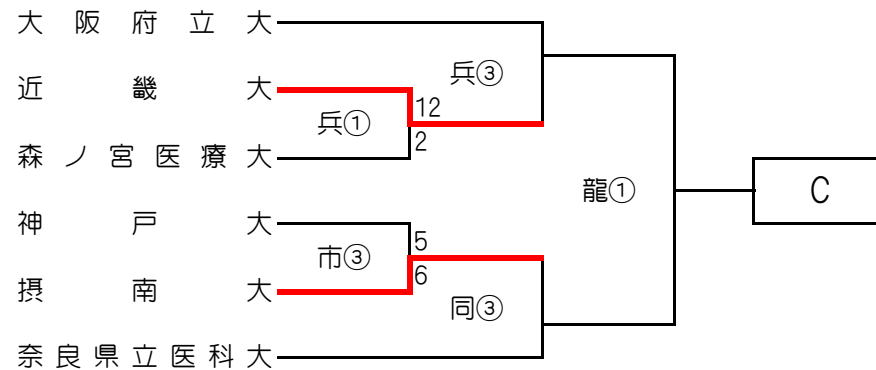 大阪府立大
兵③
近畿大
12
兵①
2
森ノ宮医療大
龍①
C
神戸大
5
市③
6
摂南大
同③
奈良県立医科大